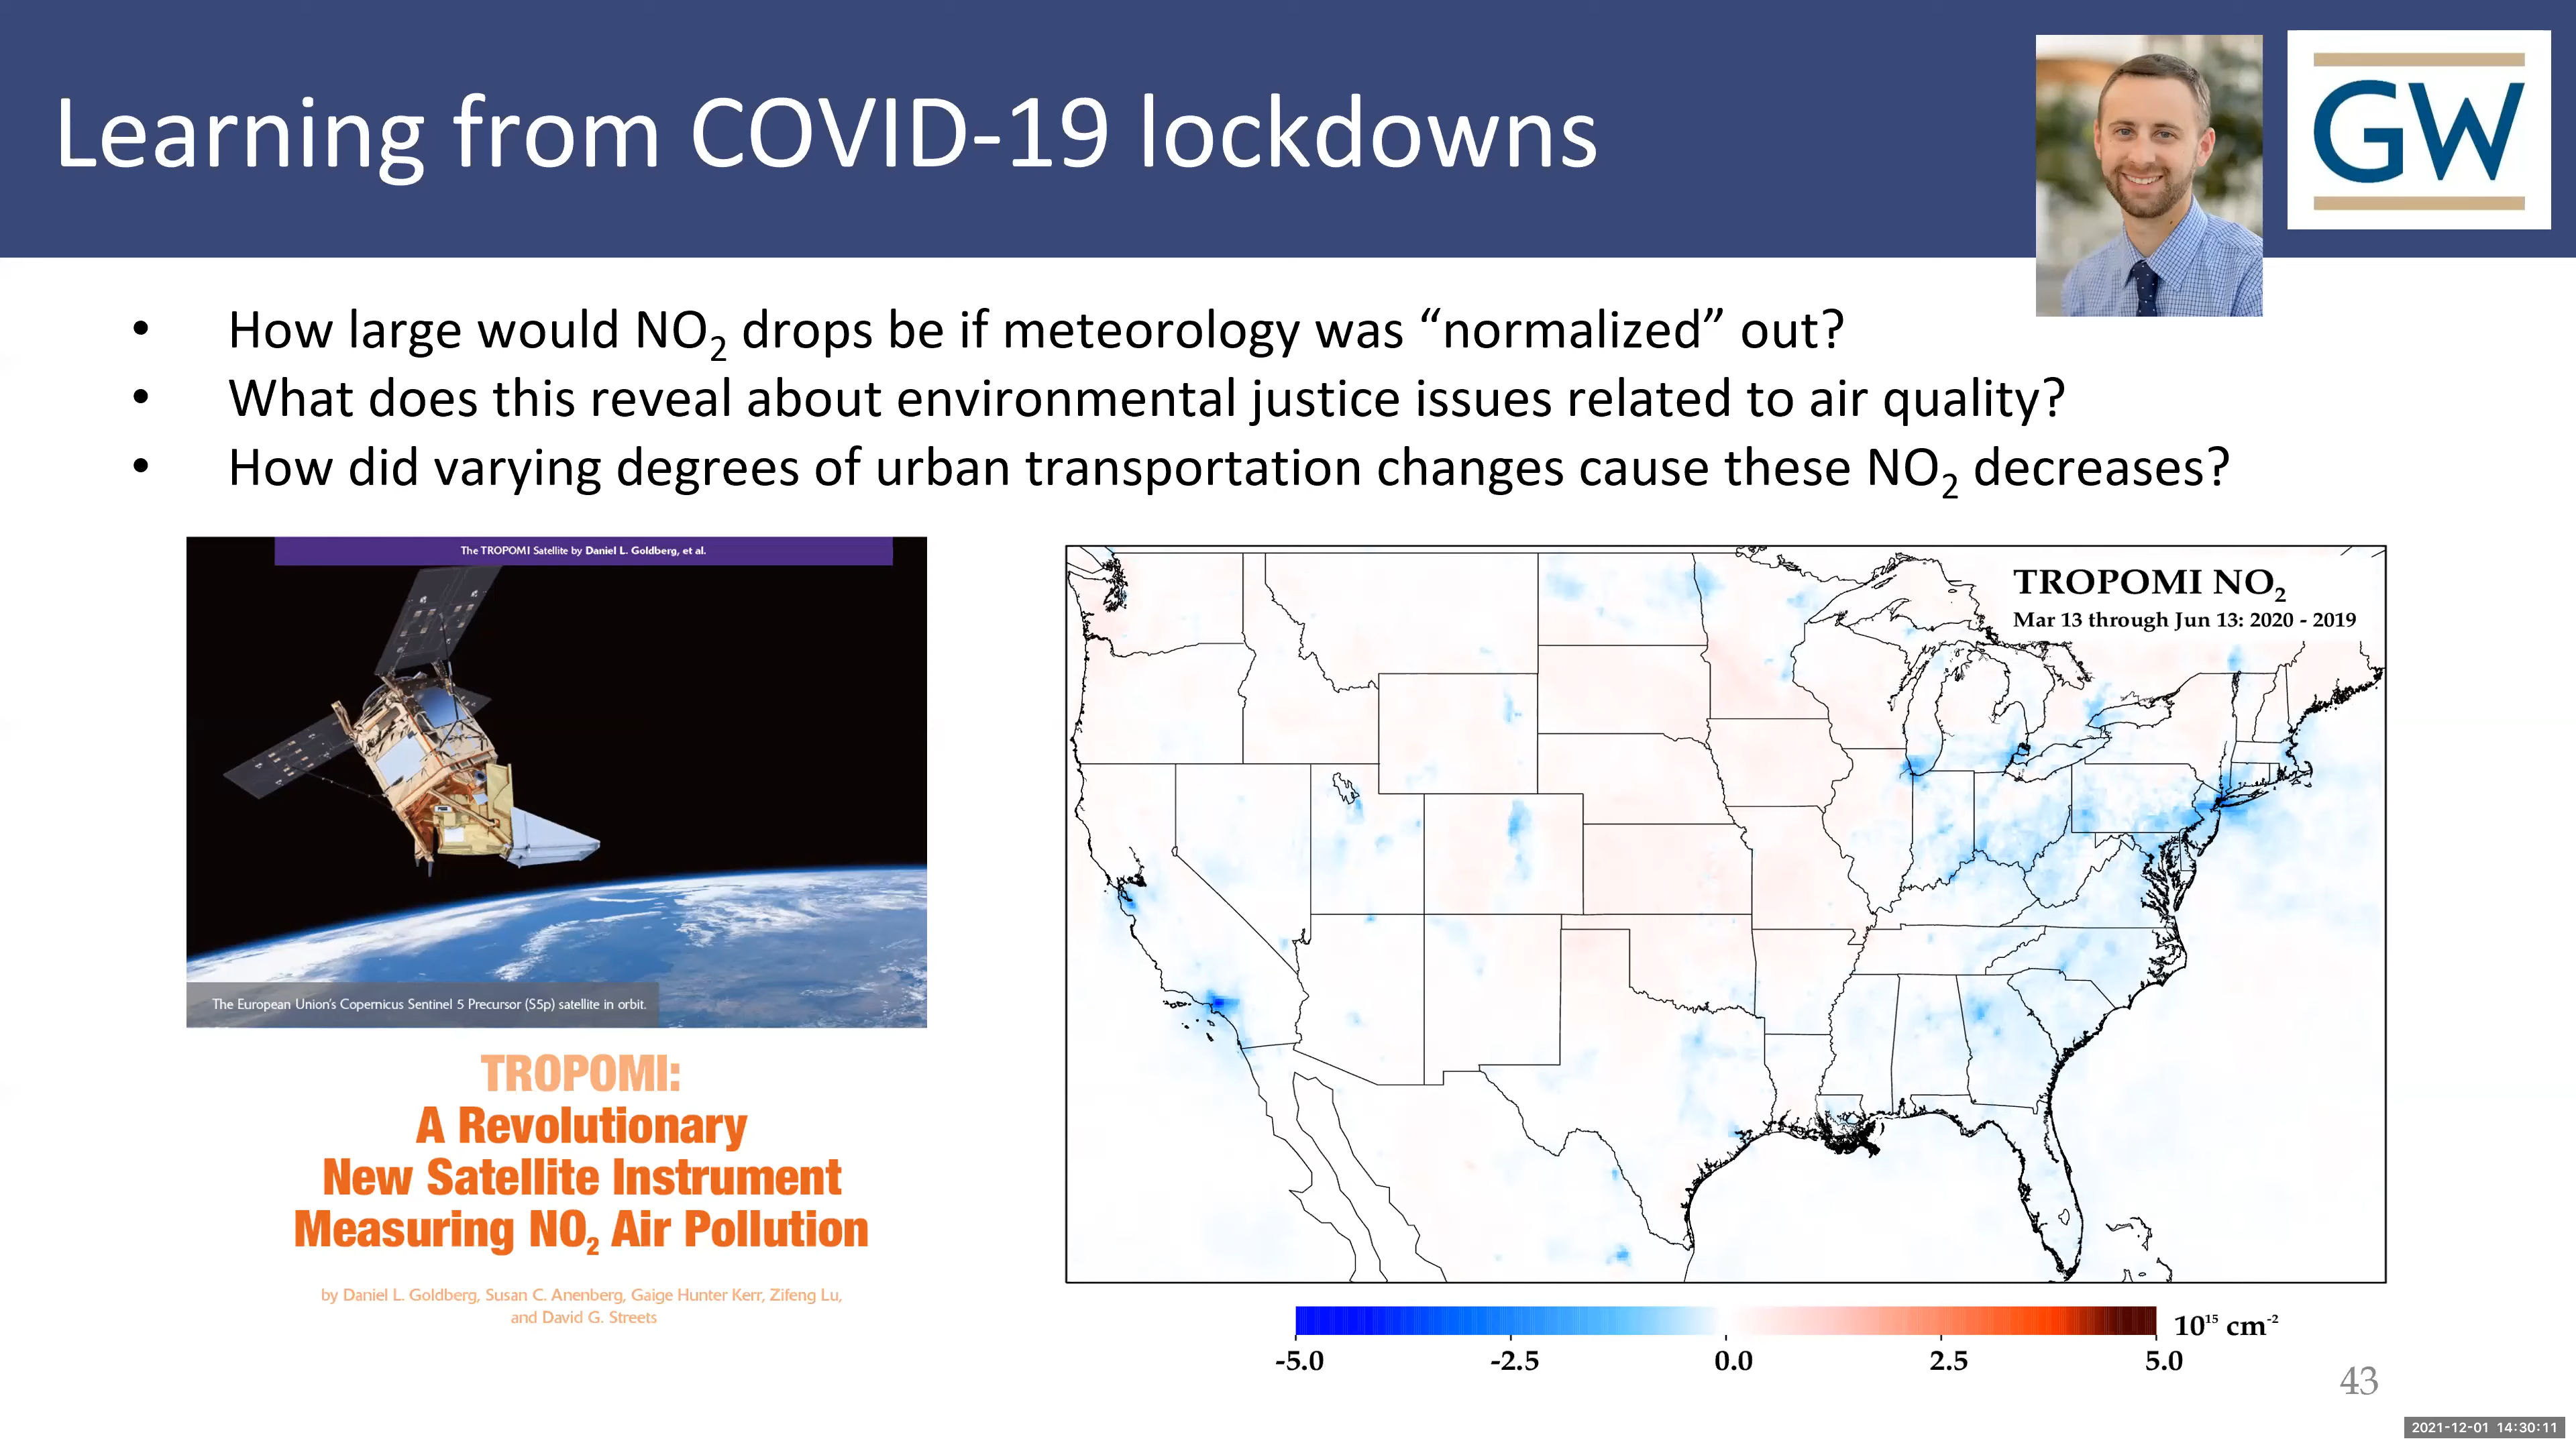 Learning from COVID-19 lockdowns
GW
• How large would NO₂ drops be if meteorology was “normalized” out?
• What does this reveal about environmental justice issues related to air quality?
• How did varying degrees of urban transportation changes cause these NO₂ decreases?
The TROPOMI Satellite by Daniel L. Goldberg, et al.
The European Union’s Copernicus Sentinel 5 Precursor (S5p) satellite in orbit.
TROPOMI:
A Revolutionary
New Satellite Instrument
Measuring NO₂ Air Pollution
by Daniel L. Goldberg, Susan C. Anenberg, Gaige Hunter Kerr, Zifeng Lu,
and David G. Streets
TROPOMI NO₂
Mar 13 through Jun 13: 2020 - 2019
10¹⁵ cm⁻²
-5.0 -2.5 0.0 2.5 5.0
43
2021-12-01 14:30:11